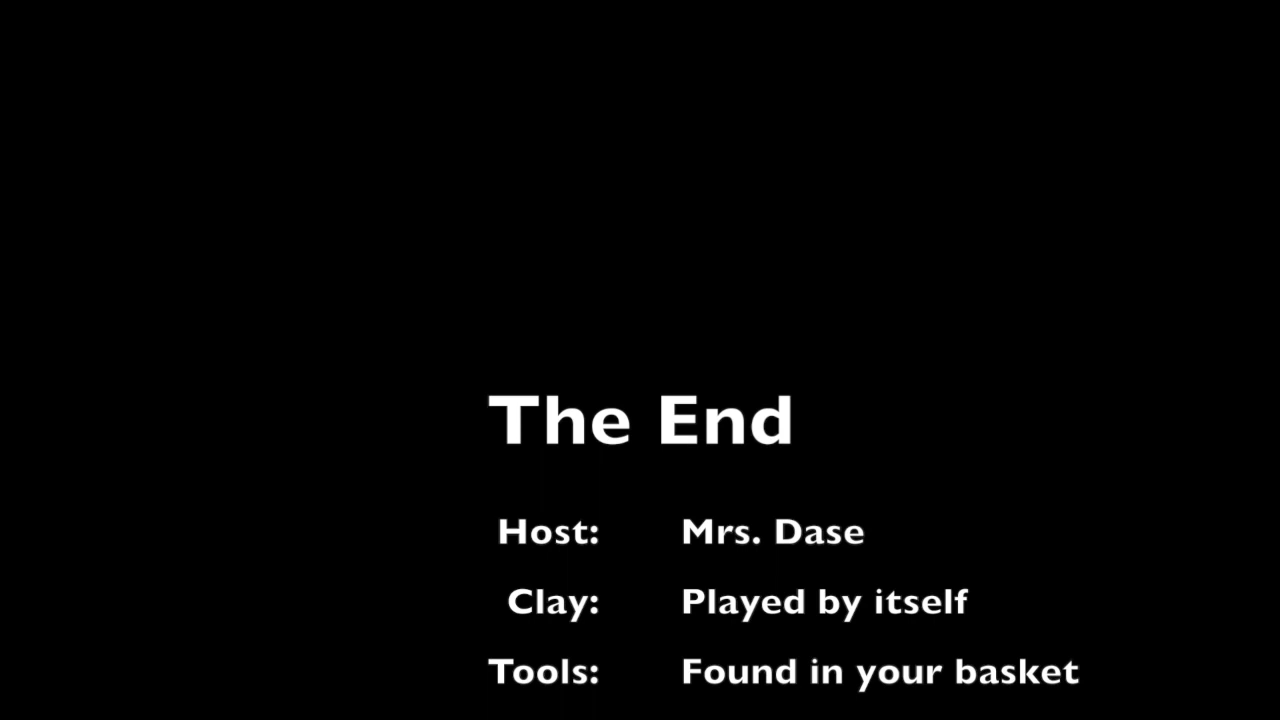 The End
Host: Mrs. Dase
Clay: Played by itself
Tools: Found in your basket